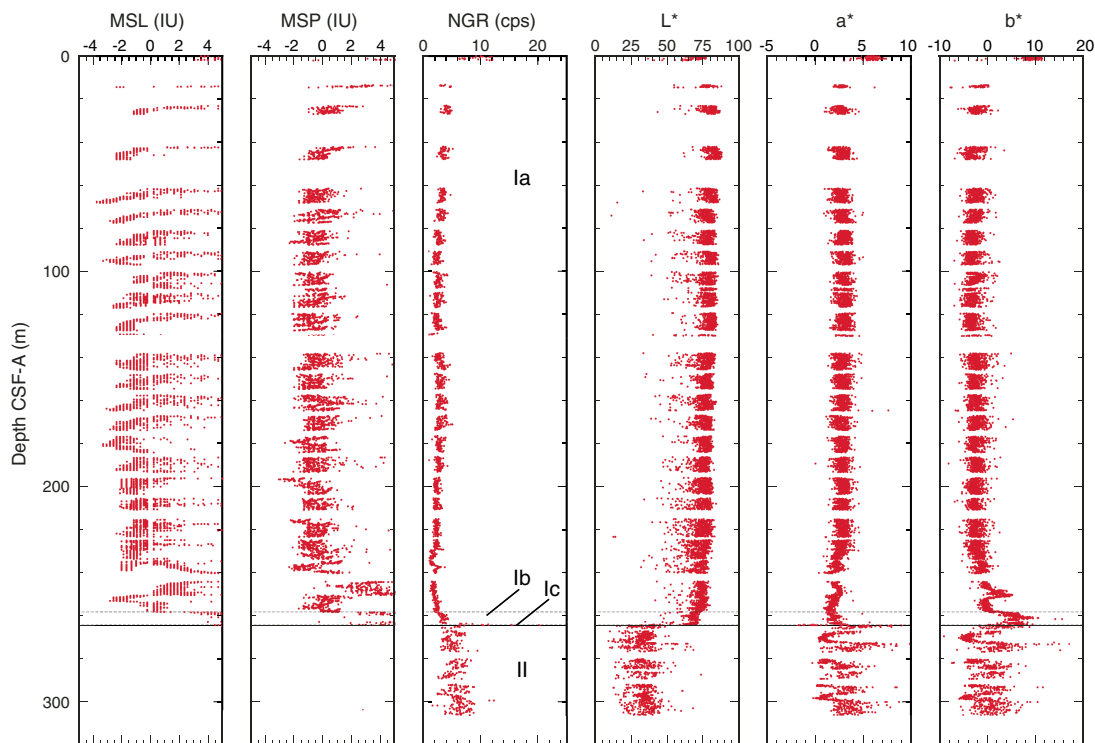 MSL (IU) MSP (IU) NGR (cps) L* a* b*
-4 -2 0 2 4 -4 -2 0 2 4 0 10 20 0 25 50 75 100 -5 0 5 10 -10 0 10 20
0
Ia
100
Depth CSF-A (m)
200
Ib
Ic
II
300